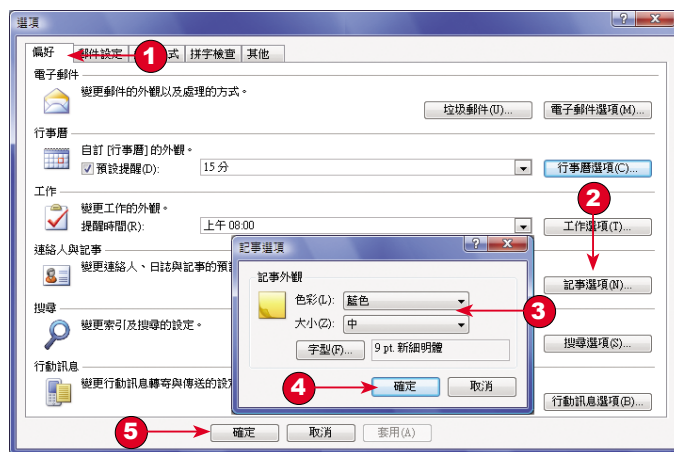 選項
偏好 郵件設定 式 拼字檢查 其他
1
電子郵件
變更郵件的外觀以及處理的方式。
垃圾郵件(U)... 電子郵件選項(M)...
行事曆
自訂 [行事曆] 的外觀。
預設提醒(D): 15 分 行事曆選項(C)...
工作
變更工作的外觀。
2
提醒時間(R): 上午 08:00 工作選項(T)...
連絡人與記事
變更連絡人、日誌與記事的預
記事選項(N)...
搜尋
變更索引及搜尋的設定。
搜尋選項(S)...
行動訊息
變更行動訊息轉寄與傳送的設
行動訊息選項(B)...
記事選項
記事外觀
色彩(L): 藍色
3
大小(Z): 中
字型(F)... 9 pt. 新細明體
4 確定 取消
5 確定 取消 套用(A)